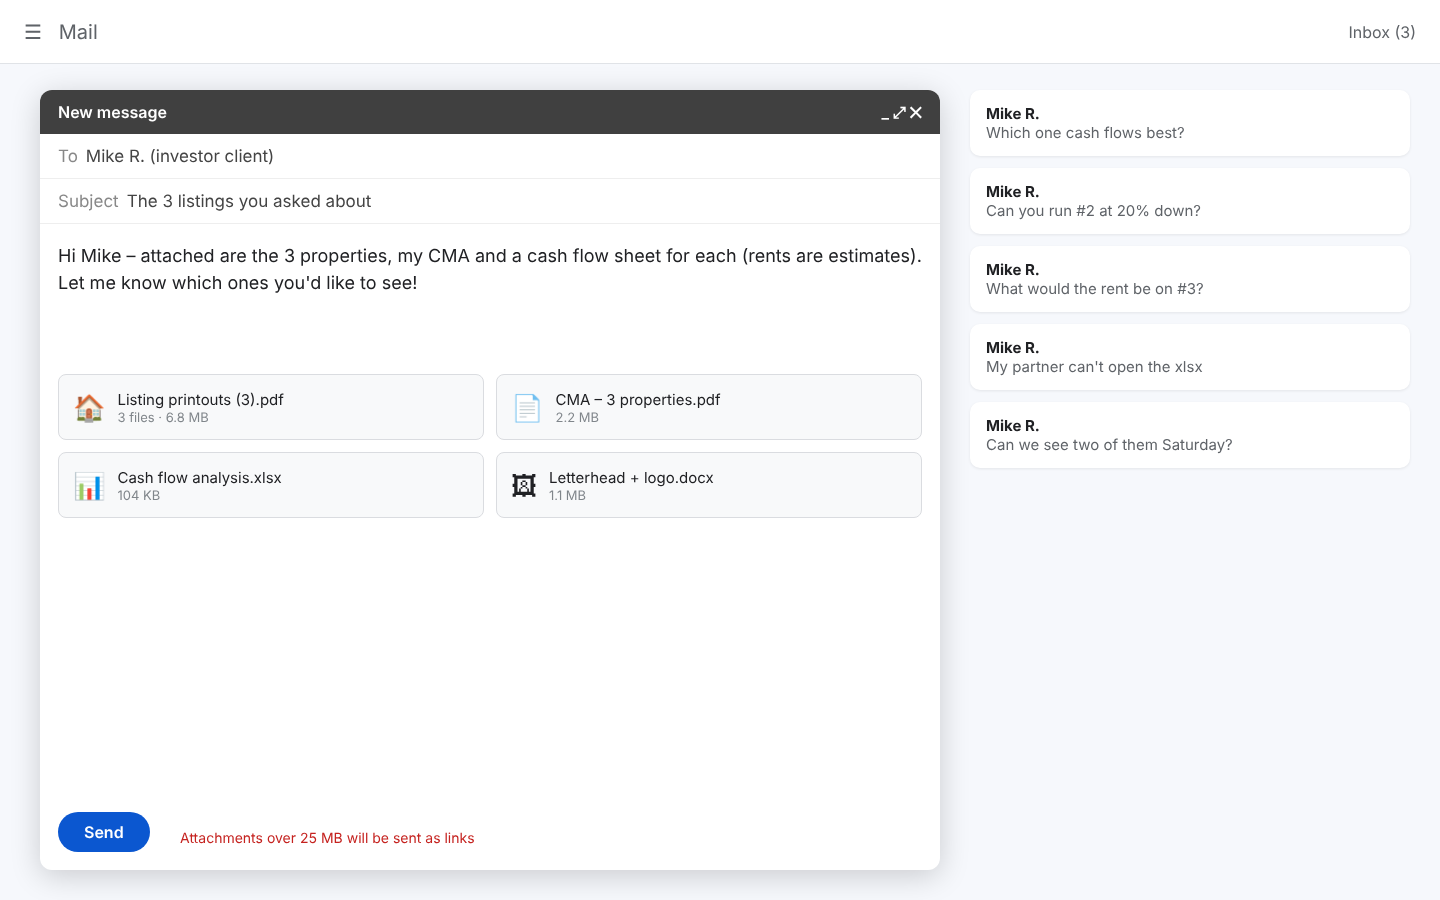 ☰ Mail
Inbox (3)
New message
To Mike R. (investor client)
Subject The 3 listings you asked about
Hi Mike – attached are the 3 properties, my CMA and a cash flow sheet for each (rents are estimates).
Let me know which ones you'd like to see!
Listing printouts (3).pdf
3 files · 6.8 MB
CMA – 3 properties.pdf
2.2 MB
Cash flow analysis.xlsx
104 KB
Letterhead + logo.docx
1.1 MB
Send
Attachments over 25 MB will be sent as links
Mike R.
Which one cash flows best?
Mike R.
Can you run #2 at 20% down?
Mike R.
What would the rent be on #3?
Mike R.
My partner can't open the xlsx
Mike R.
Can we see two of them Saturday?